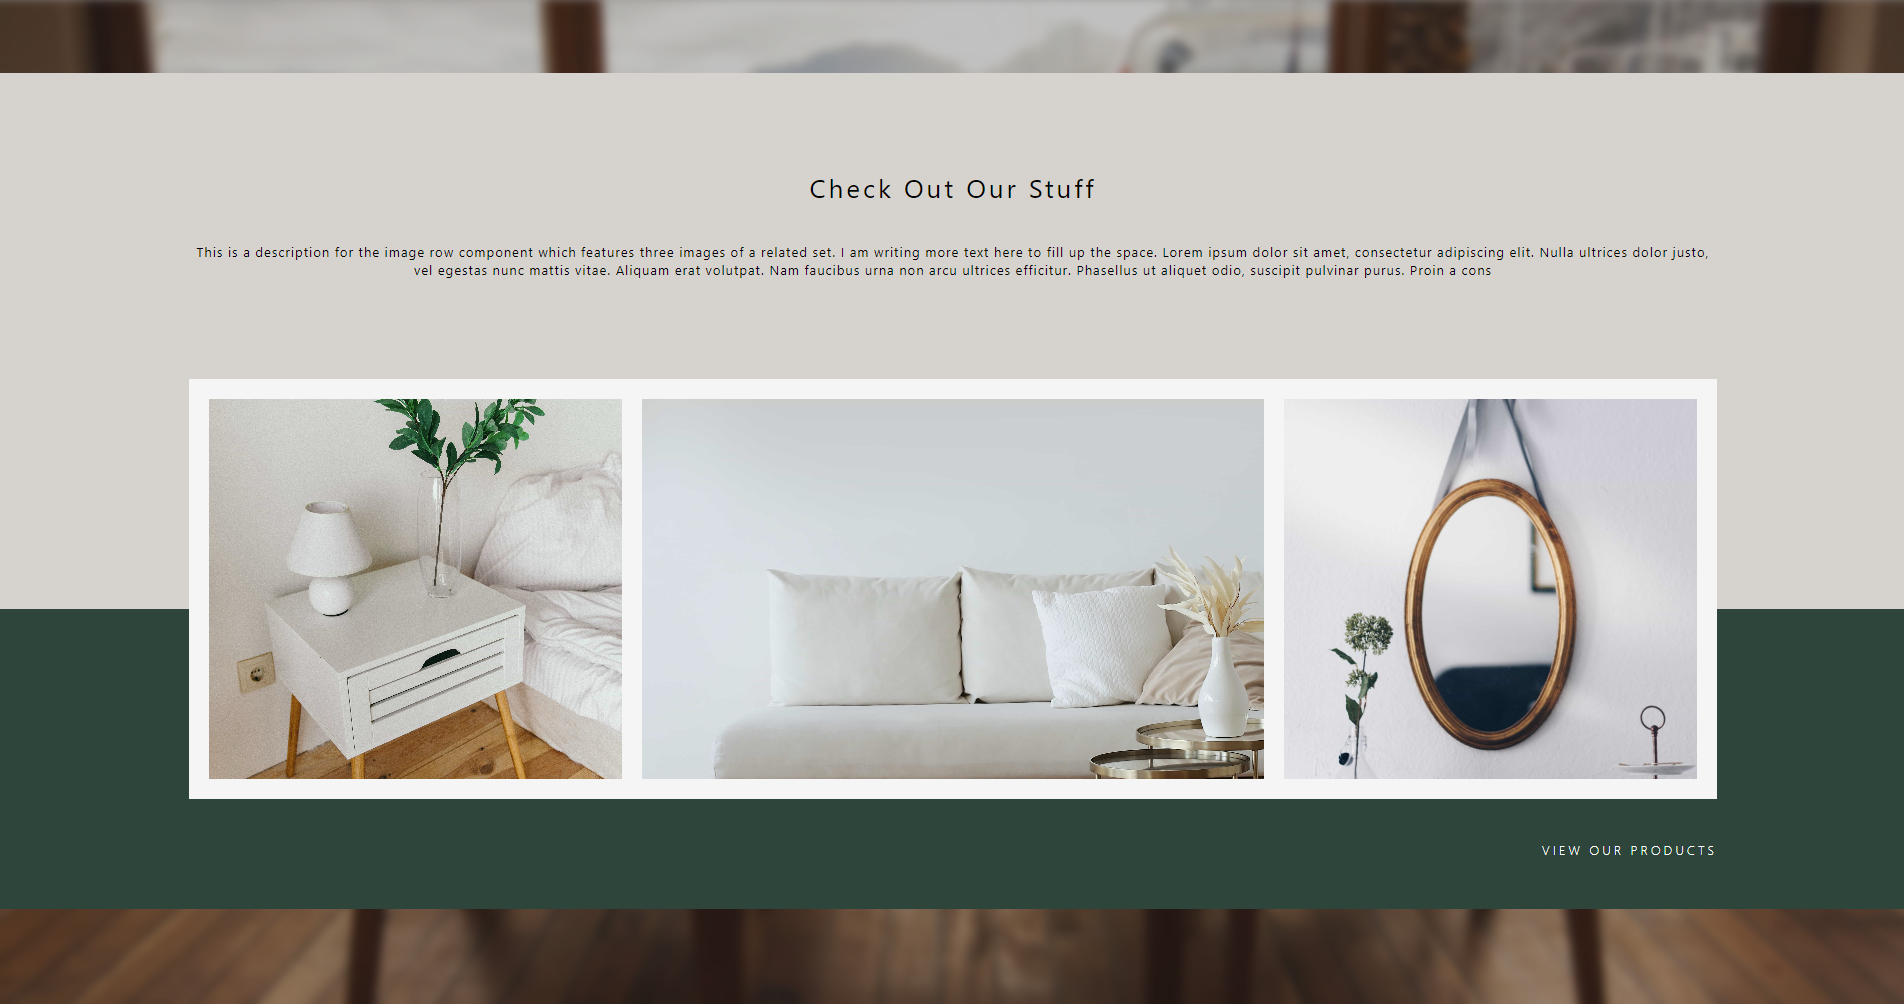 Check Out Our Stuff
This is a description for the image row component which features three images of a related set. I am writing more text here to fill up the space. Lorem ipsum dolor sit amet, consectetur adipiscing elit. Nulla ultrices dolor justo,
vel egestas nunc mattis vitae. Aliquam erat volutpat. Nam faucibus urna non arcu ultrices efficitur. Phasellus ut aliquet odio, suscipit pulvinar purus. Proin a cons
VIEW OUR PRODUCTS